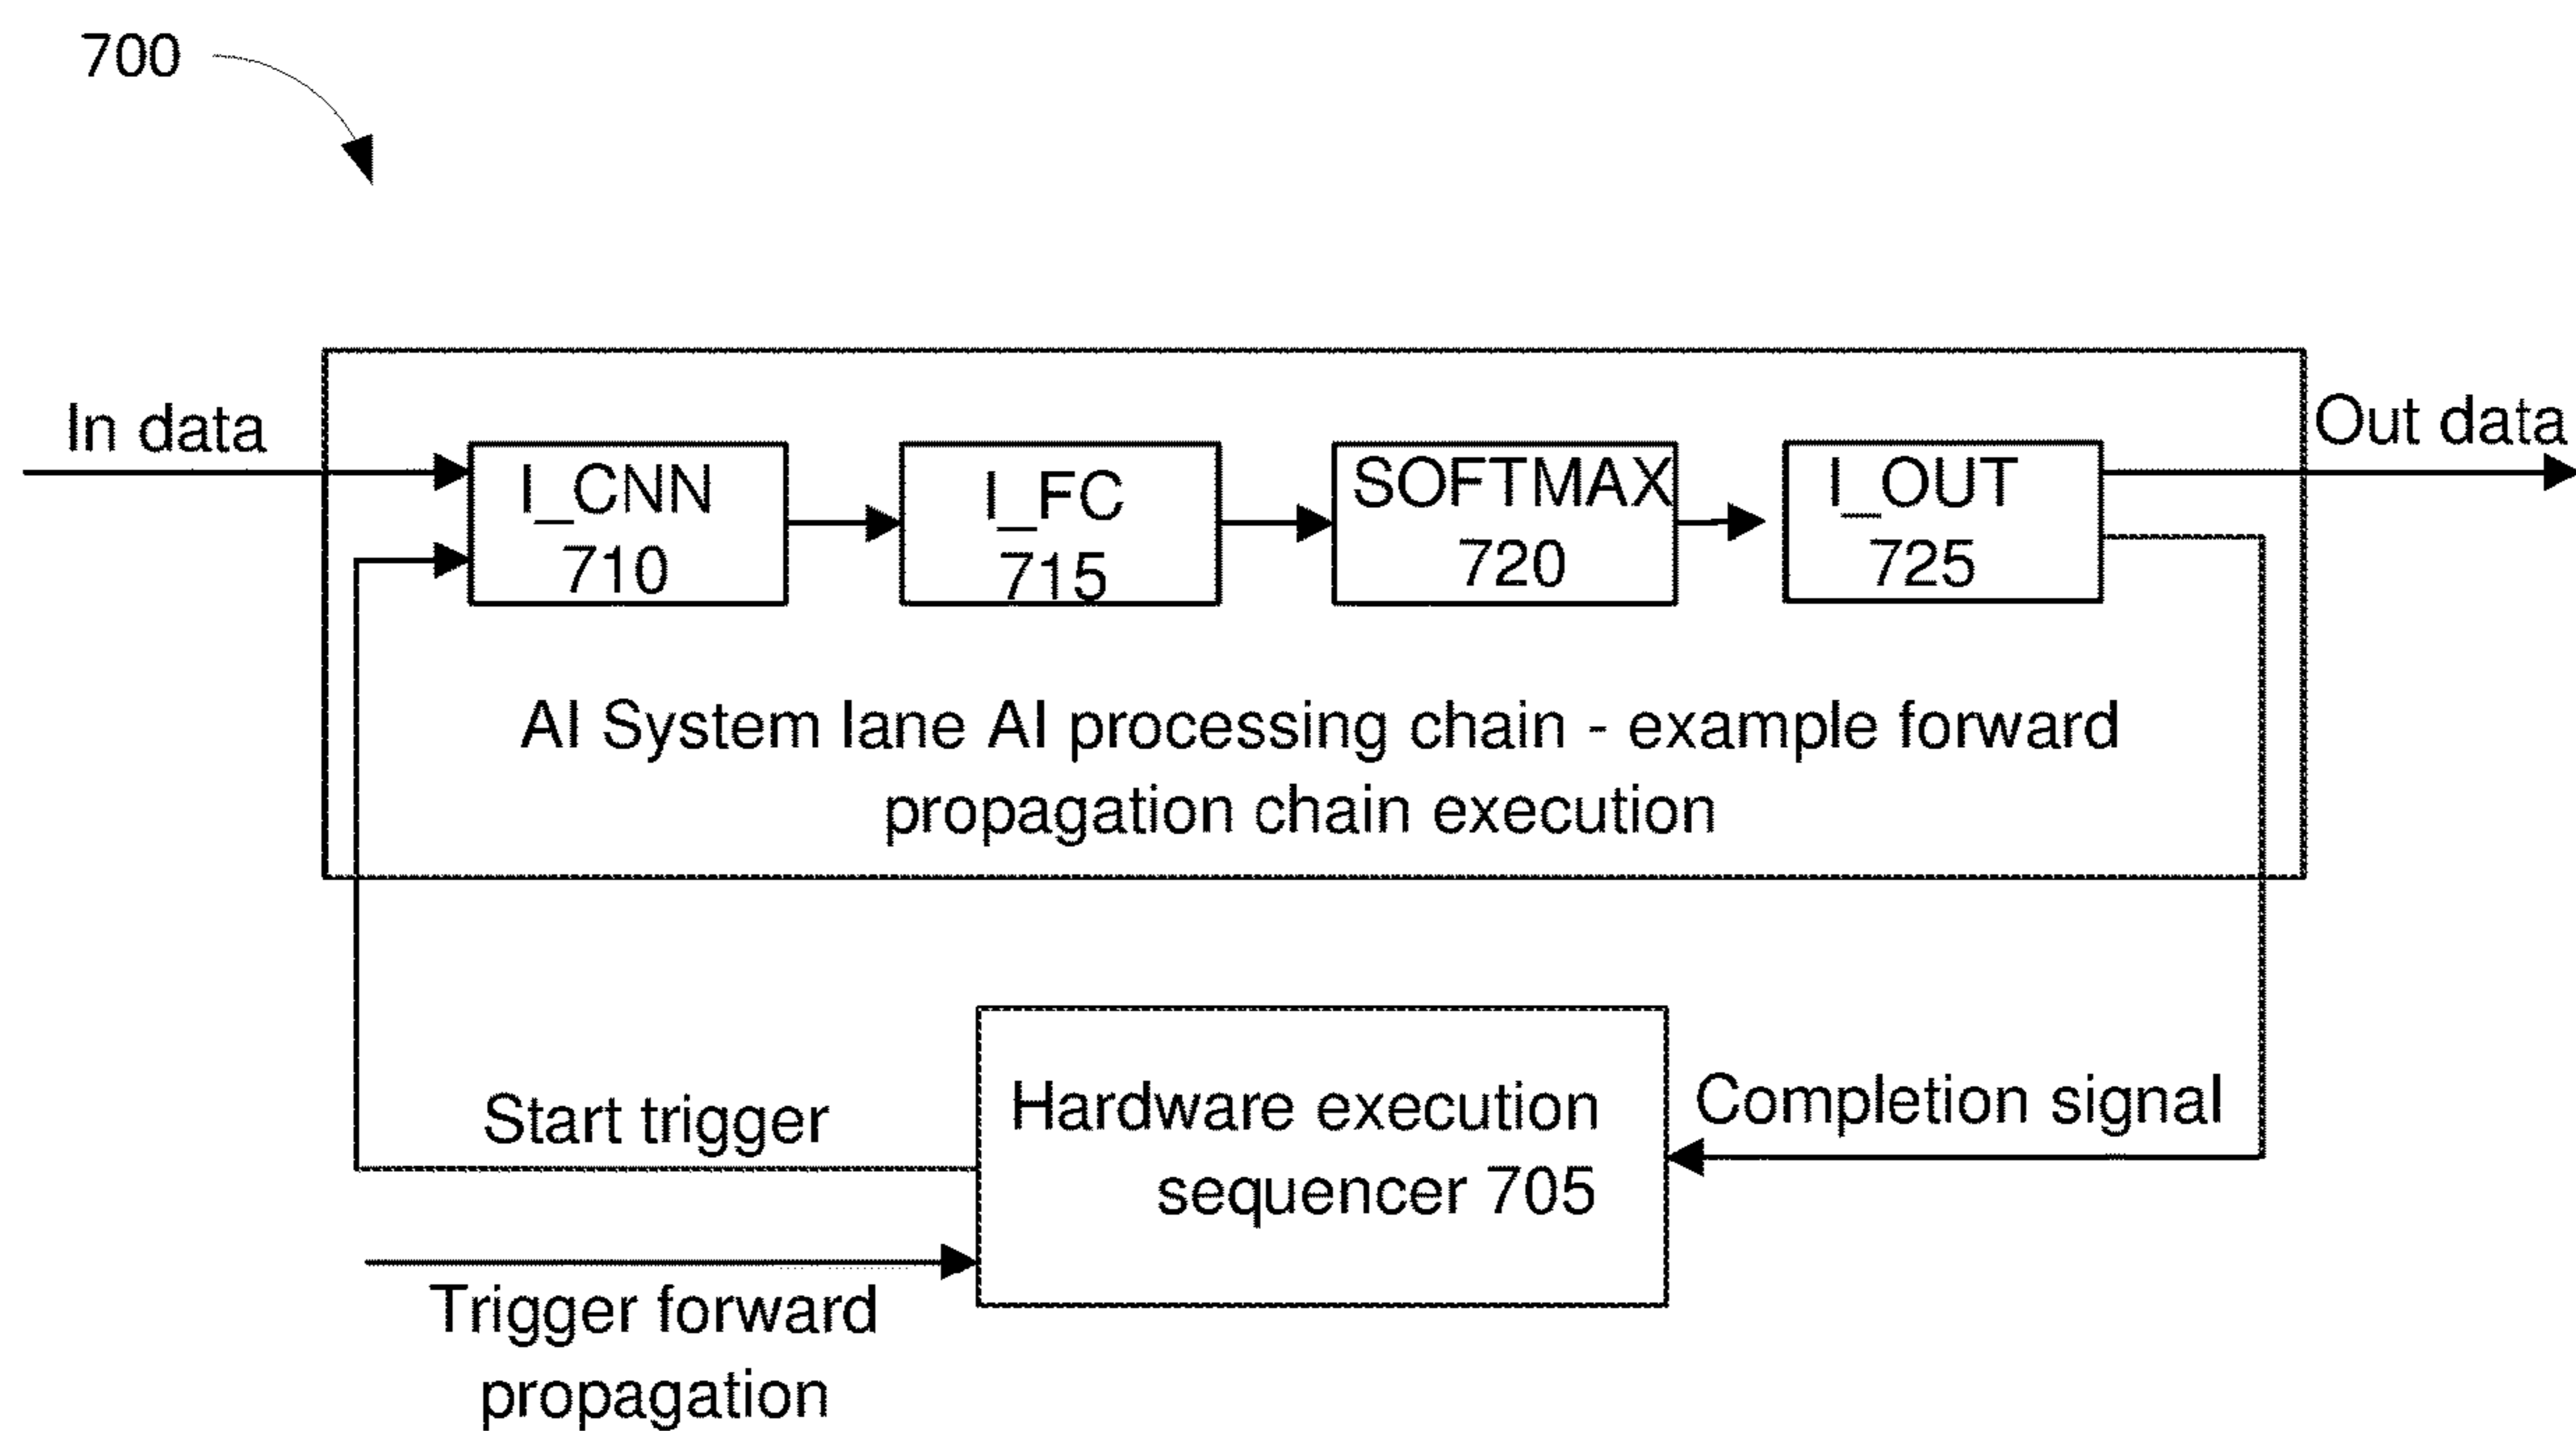 700
In data
Out data
I_CNN
710
I_FC
715
SOFTMAX
720
I_OUT
725
AI System lane AI processing chain - example forward
propagation chain execution
Start trigger
Hardware execution
sequencer 705
Completion signal
Trigger forward
propagation